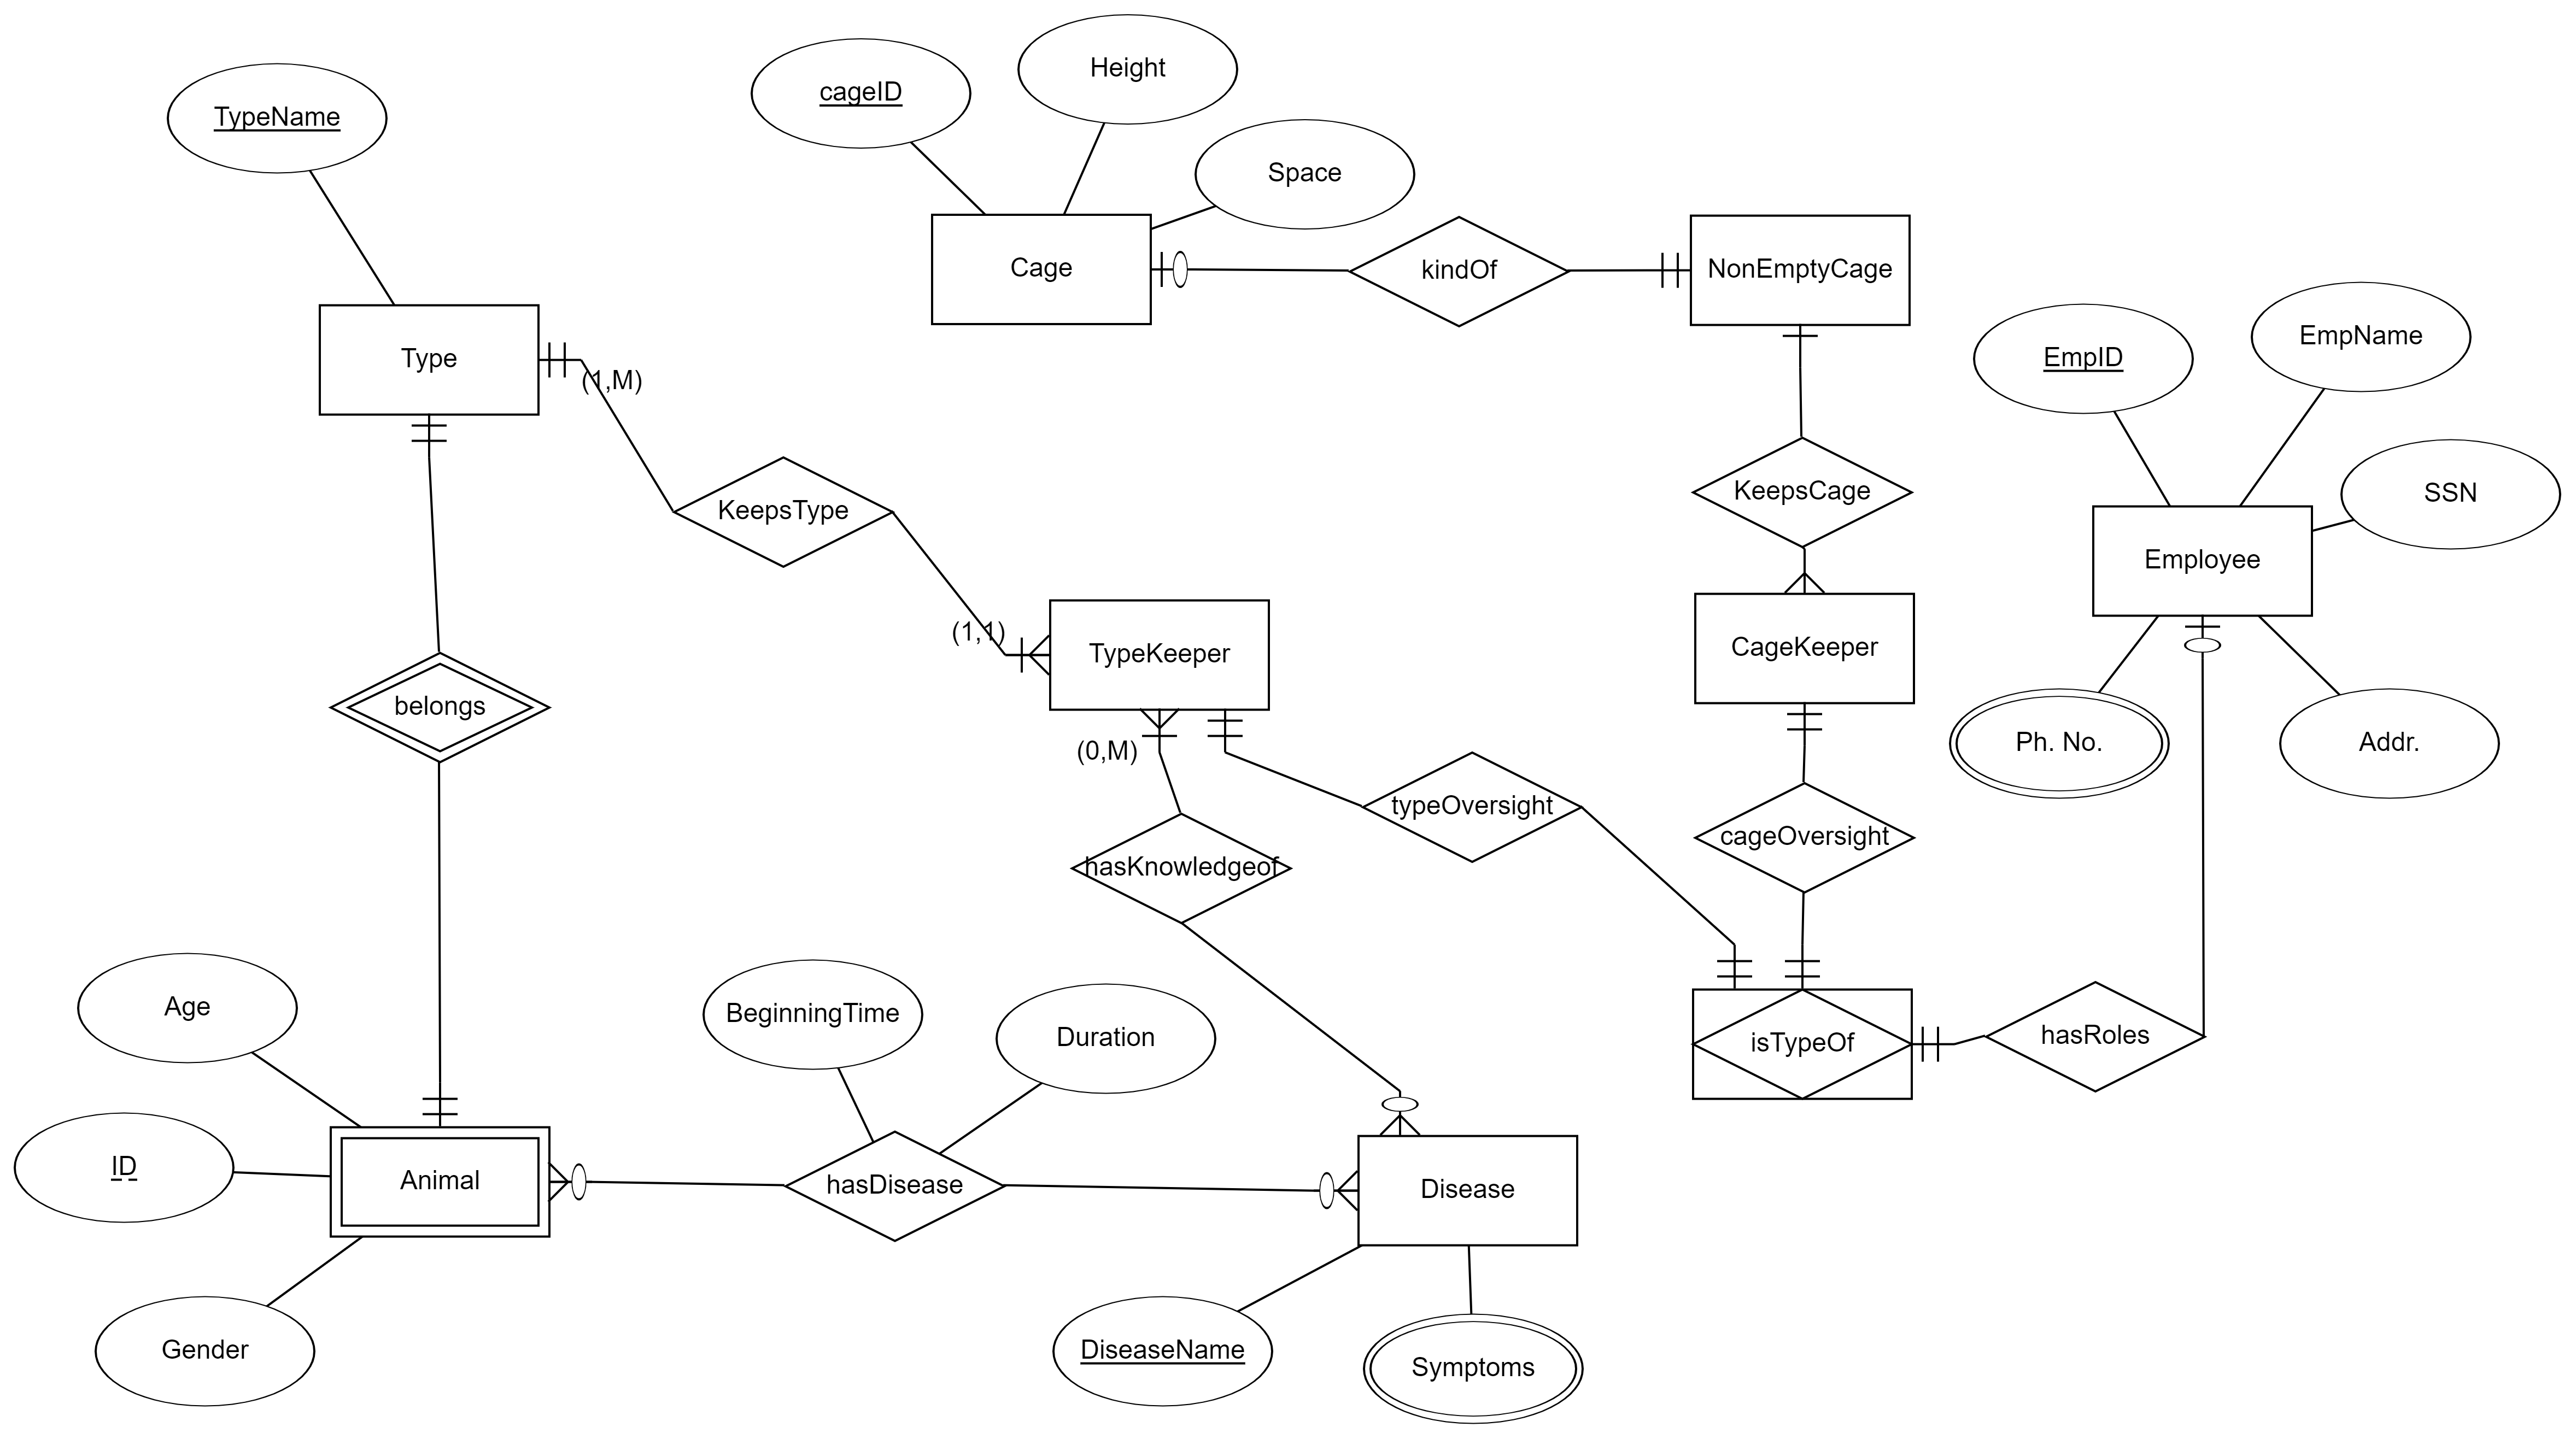 Height
cageID
TypeName
Space
Cage
kindOf
NonEmptyCage
EmpName
EmpID
Type
(1,M)
KeepsCage
SSN
KeepsType
Employee
(1,1)
TypeKeeper
CageKeeper
belongs
(0,M)
Ph. No.
Addr.
typeOversight
cageOversight
hasKnowledgeof
Age
BeginningTime
Duration
isTypeOf
hasRoles
ID
Animal
hasDisease
Disease
Gender
DiseaseName
Symptoms